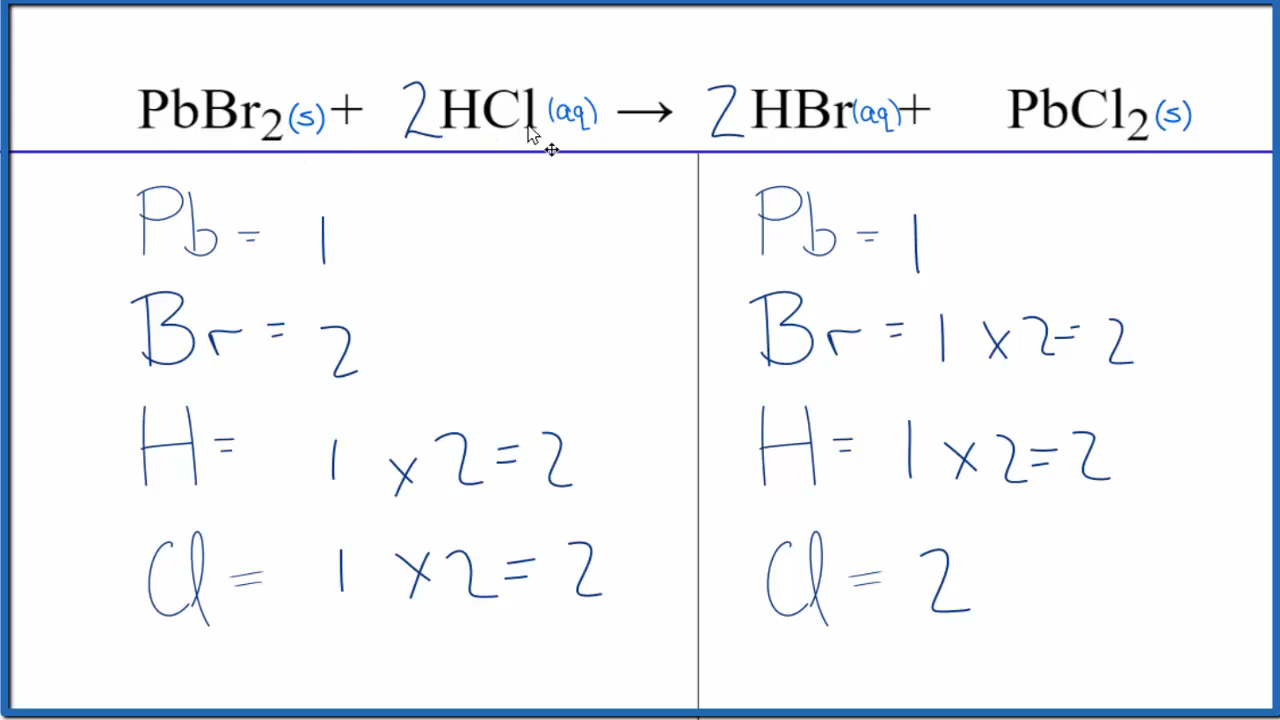 PbBr₂(s) + 2HCl(aq) → 2HBr(aq) + PbCl₂(s)
Pb = 1
Br = 2
H = 1 x 2 = 2
Cl = 1 x 2 = 2
Pb = 1
Br = 1 x 2 = 2
H = 1 x 2 = 2
Cl = 2